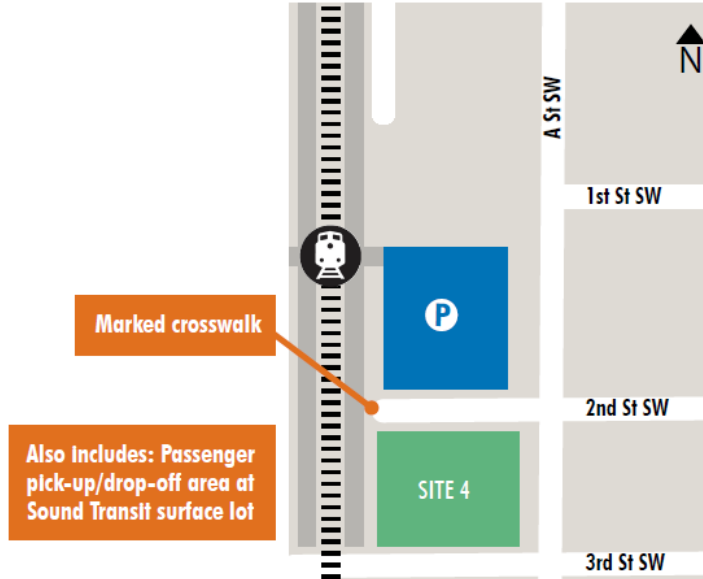 N
A St SW
1st St SW
P
Marked crosswalk
2nd St SW
Also includes: Passenger
pick-up/drop-off area at
Sound Transit surface lot
SITE 4
3rd St SW